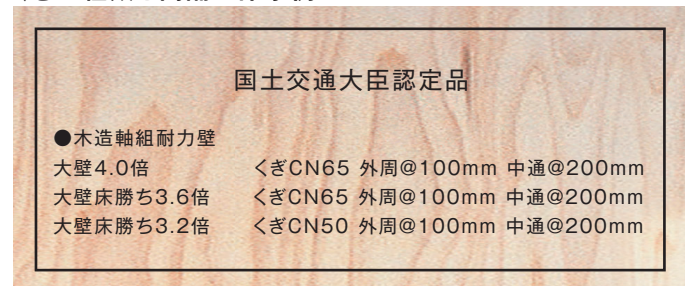 国土交通大臣認定品
●木造軸組耐力壁
大壁4.0倍 くぎCN65 外周@100mm 中通@200mm
大壁床勝ち3.6倍 くぎCN65 外周@100mm 中通@200mm
大壁床勝ち3.2倍 くぎCN50 外周@100mm 中通@200mm